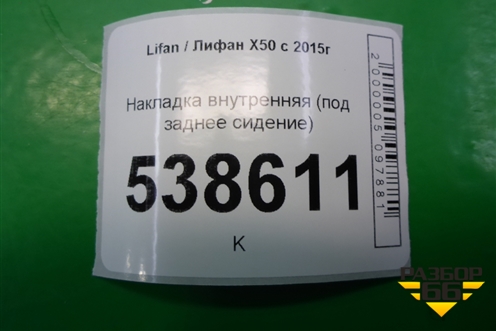 Lifan / Лифан X50 с 2015г
Накладка внутренняя (под
заднее сидение)
538611
К
2000005097881
РАЗБОР
66